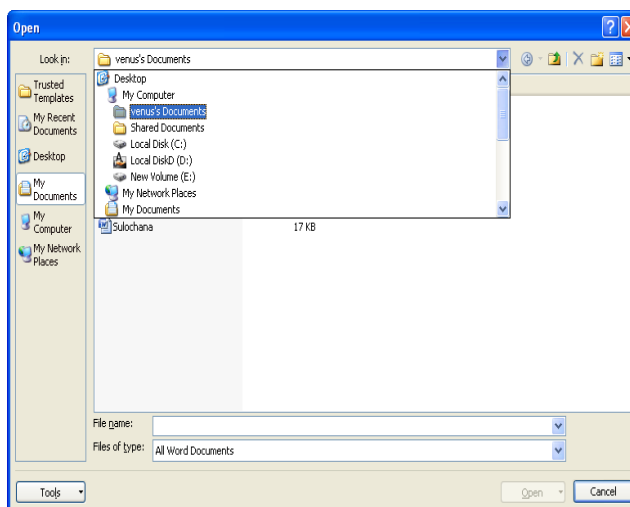 Open
Look in: venus's Documents
Trusted Templates
My Recent Documents
Desktop
My Documents
My Computer
My Network Places
Desktop
My Computer
venus's Documents
Shared Documents
Local Disk (C:)
Local DiskD (D:)
New Volume (E:)
My Network Places
My Documents
Sulochana 17 KB
File name:
Files of type: All Word Documents
Tools Open Cancel